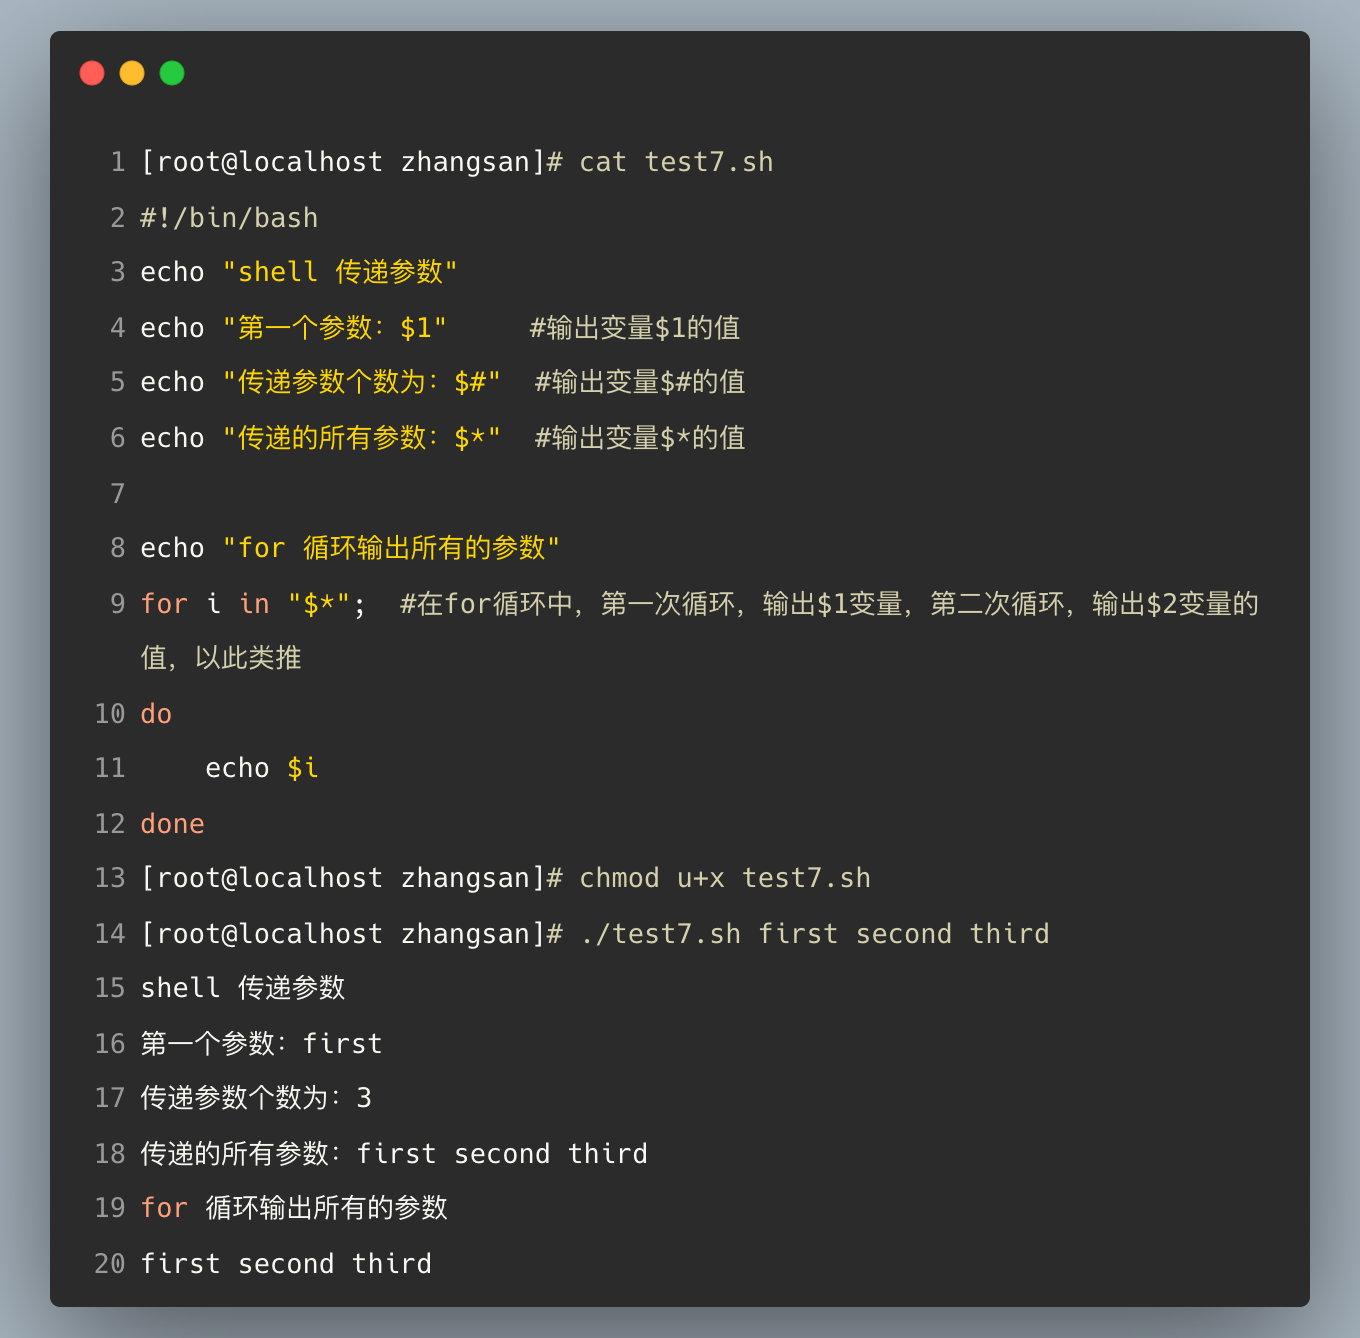 1 [root@localhost zhangsan]# cat test7.sh
2 #!/bin/bash
3 echo "shell 传递参数"
4 echo "第一个参数：$1"     #输出变量$1的值
5 echo "传递参数个数为：$#"  #输出变量$#的值
6 echo "传递的所有参数：$*"  #输出变量$*的值
7
8 echo "for 循环输出所有的参数"
9 for i in "$*";  #在for循环中，第一次循环，输出$1变量，第二次循环，输出$2变量的
值，以此类推
10 do
11     echo $i
12 done
13 [root@localhost zhangsan]# chmod u+x test7.sh
14 [root@localhost zhangsan]# ./test7.sh first second third
15 shell 传递参数
16 第一个参数：first
17 传递参数个数为：3
18 传递的所有参数：first second third
19 for 循环输出所有的参数
20 first second third